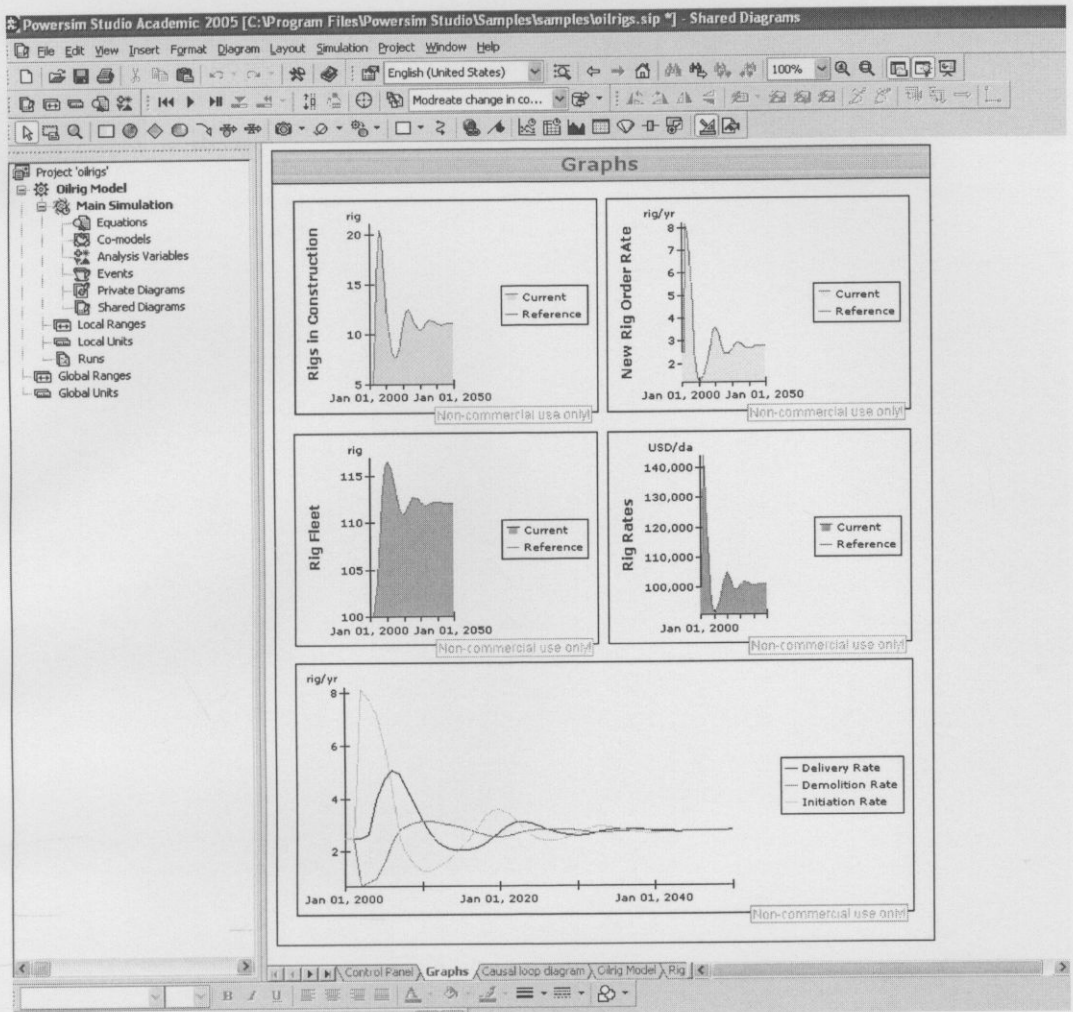 Powersim Studio Academic 2005 [C:\Program Files\Powersim Studio\Samples\samples\oilrigs.sip *] - Shared Diagrams
File Edit View Insert Format Diagram Layout Simulation Project Window Help
English (United States)
100%
Modreate change in co...
Project 'oilrigs'
Oilrig Model
Main Simulation
Equations
Co-models
Analysis Variables
Events
Private Diagrams
Shared Diagrams
Local Ranges
Local Units
Runs
Global Ranges
Global Units
Graphs
rig
Rigs in Construction
20
15
10
5
Jan 01, 2000 Jan 01, 2050
Current
Reference
Non-commercial use only!
rig/yr
New Rig Order RAte
8
7
6
5
4
3
2
Jan 01, 2000 Jan 01, 2050
Current
Reference
Non-commercial use only!
rig
Rig Fleet
115
110
105
100
Jan 01, 2000 Jan 01, 2050
Current
Reference
Non-commercial use only!
USD/da
Rig Rates
140,000
130,000
120,000
110,000
100,000
Jan 01, 2000
Current
Reference
Non-commercial use only!
rig/yr
8
6
4
2
Jan 01, 2000 Jan 01, 2020 Jan 01, 2040
Delivery Rate
Demolition Rate
Initiation Rate
Non-commercial use only!
Control Panel Graphs Causal loop diagram Oilrig Model Rig
B I U A